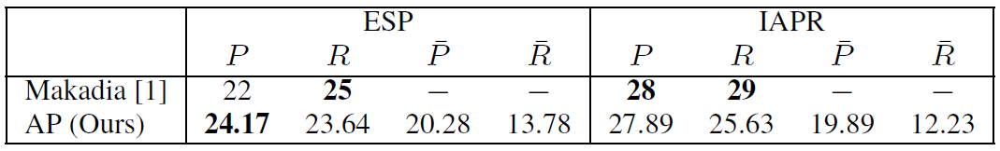 ESP IAPR
P R P̄ R̄ P R P̄ R̄
Makadia [1] 22 25 – – 28 29 – –
AP (Ours) 24.17 23.64 20.28 13.78 27.89 25.63 19.89 12.23